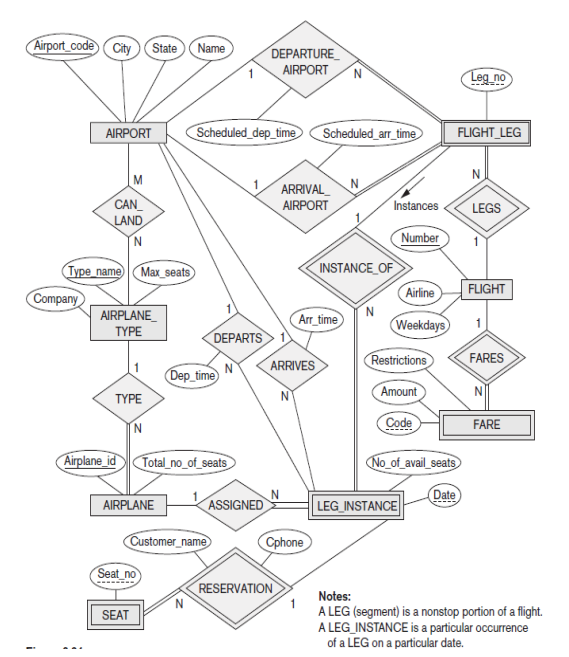 DEPARTURE_
AIRPORT
Airport_code
City
State
Name
1
N
Leg_no
AIRPORT
Scheduled_dep_time
Scheduled_arr_time
FLIGHT_LEG
M
1
ARRIVAL_
AIRPORT
N
Instances
N
LEGS
CAN_
LAND
1
N
Number
1
INSTANCE_OF
Type_name
Max_seats
Company
Airline
FLIGHT
AIRPLANE_
TYPE
1
Arr_time
N
Weekdays
1
DEPARTS
1
ARRIVES
Restrictions
FARES
1
Dep_time
N
TYPE
N
Amount
N
N
Code
FARE
Airplane_id
Total_no_of_seats
No_of_avail_seats
Date
AIRPLANE
1
ASSIGNED
N
LEG_INSTANCE
Customer_name
Cphone
Seat_no
RESERVATION
SEAT
N
1
Notes:
A LEG (segment) is a nonstop portion of a flight.
A LEG_INSTANCE is a particular occurrence
of a LEG on a particular date.